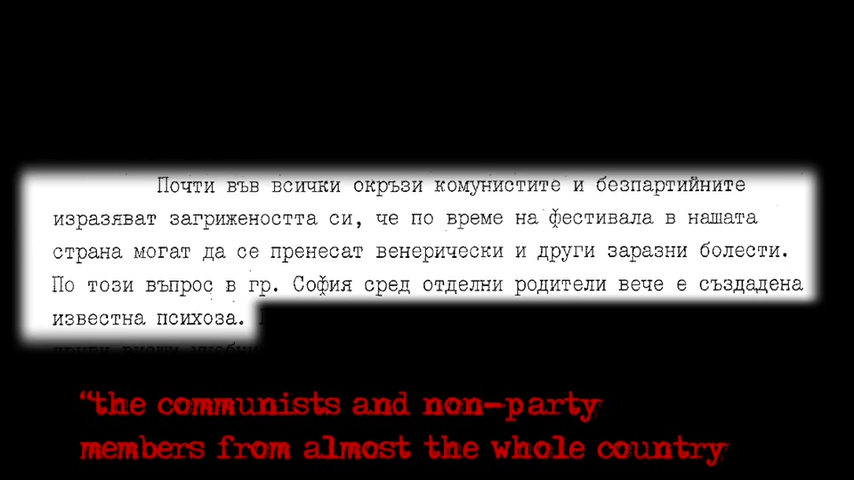 Почти във всички окръзи комунистите и безпартийните
изразяват загрижеността си, че по време на фестивала в нашата
страна могат да се пренесат венерически и други заразни болести.
По този въпрос в гр. София сред отделни родители вече е създадена
известна психоза.
“the communists and non-party
members from almost the whole country